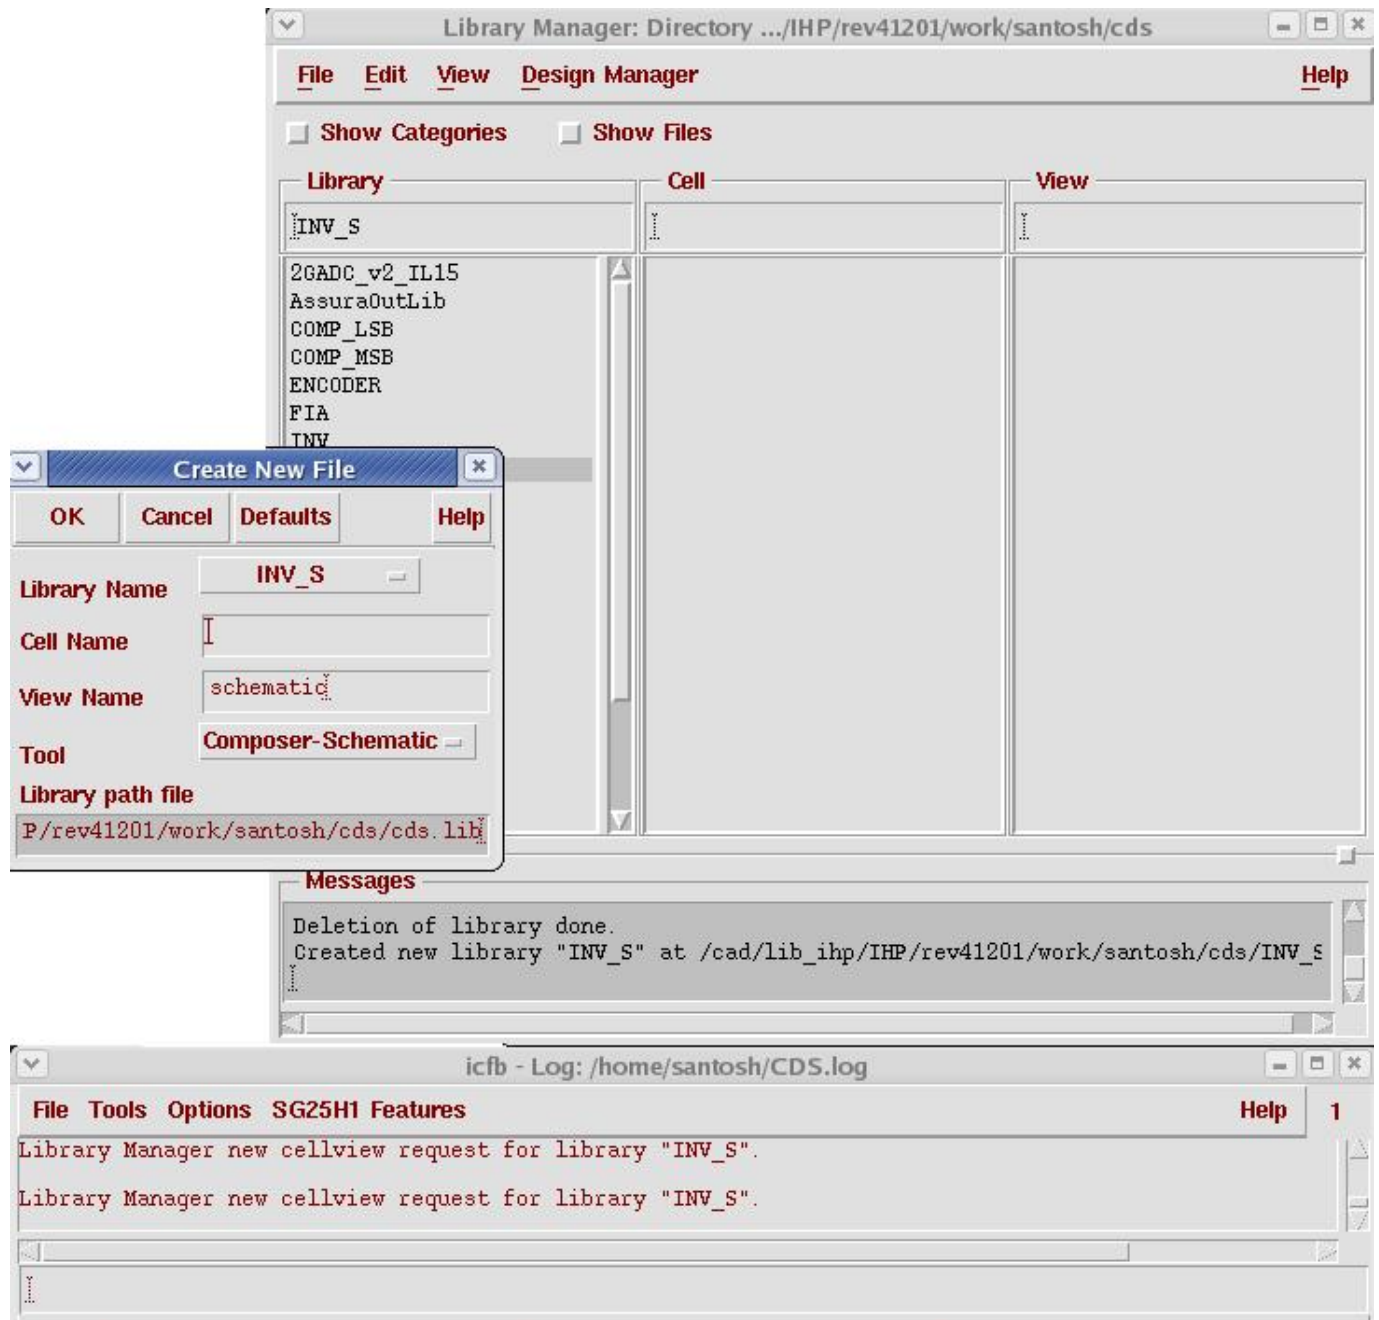 Library Manager: Directory .../IHP/rev41201/work/santosh/cds
File Edit View Design Manager Help
Show Categories Show Files
Library Cell View
INV_S
2GADC_v2_IL15
AssuraOutLib
COMP_LSB
COMP_MSB
ENCODER
FIA
INV
Create New File
OK Cancel Defaults Help
Library Name INV_S
Cell Name
View Name schematic
Tool Composer-Schematic
Library path file
P/rev41201/work/santosh/cds/cds.lib
Messages
Deletion of library done.
Created new library "INV_S" at /cad/lib_ihp/IHP/rev41201/work/santosh/cds/INV_S
icfb - Log: /home/santosh/CDS.log
File Tools Options SG25H1 Features Help 1
Library Manager new cellview request for library "INV_S".
Library Manager new cellview request for library "INV_S".